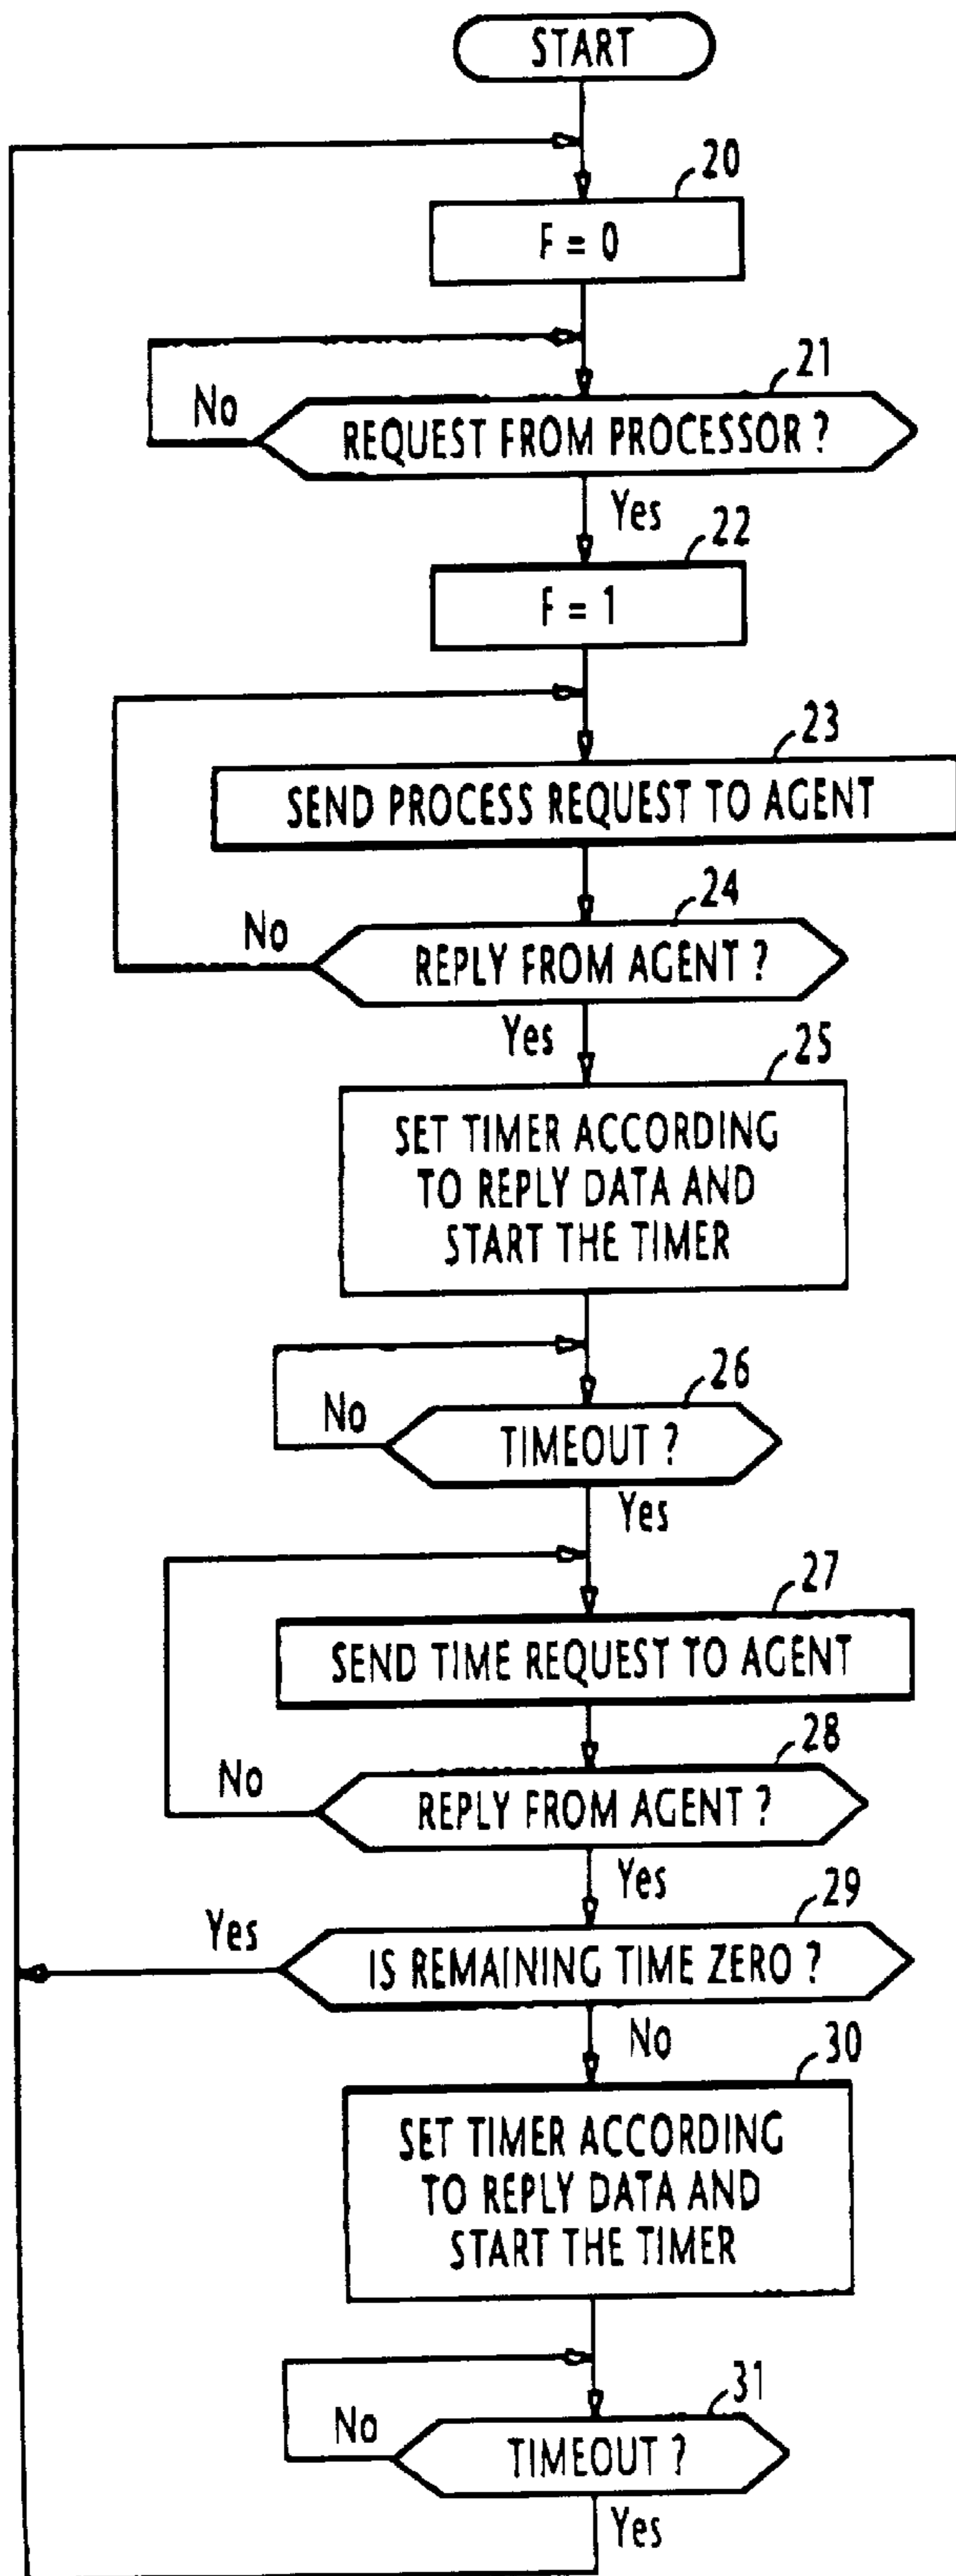 START
20
F = 0
21
No
REQUEST FROM PROCESSOR ?
Yes
22
F = 1
23
SEND PROCESS REQUEST TO AGENT
24
No
REPLY FROM AGENT ?
Yes
25
SET TIMER ACCORDING
TO REPLY DATA AND
START THE TIMER
26
No
TIMEOUT ?
Yes
27
SEND TIME REQUEST TO AGENT
28
No
REPLY FROM AGENT ?
Yes
29
Yes
IS REMAINING TIME ZERO ?
No
30
SET TIMER ACCORDING
TO REPLY DATA AND
START THE TIMER
31
No
TIMEOUT ?
Yes